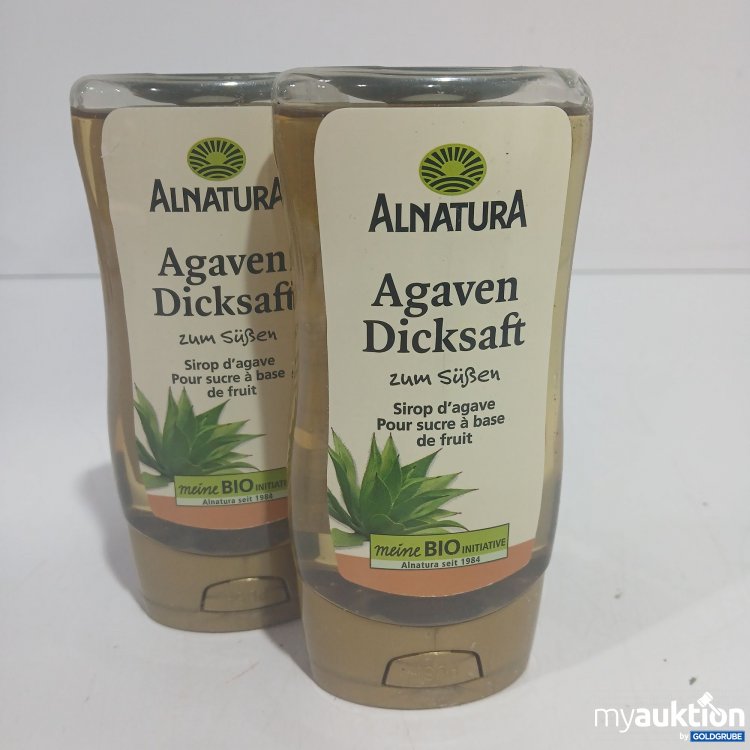 ALNATURA
Agaven
Dicksaft
zum Süßen
Sirop d'agave
Pour sucre à base
de fruit
meine BIO INITIATIVE
Alnatura seit 1984
ALNATURA
Agaven
Dicksaft
zum Süßen
Sirop d'agave
Pour sucre à base
de fruit
meine BIO INITIATIVE
Alnatura seit 1984
myauktion
by GOLDGRUBE